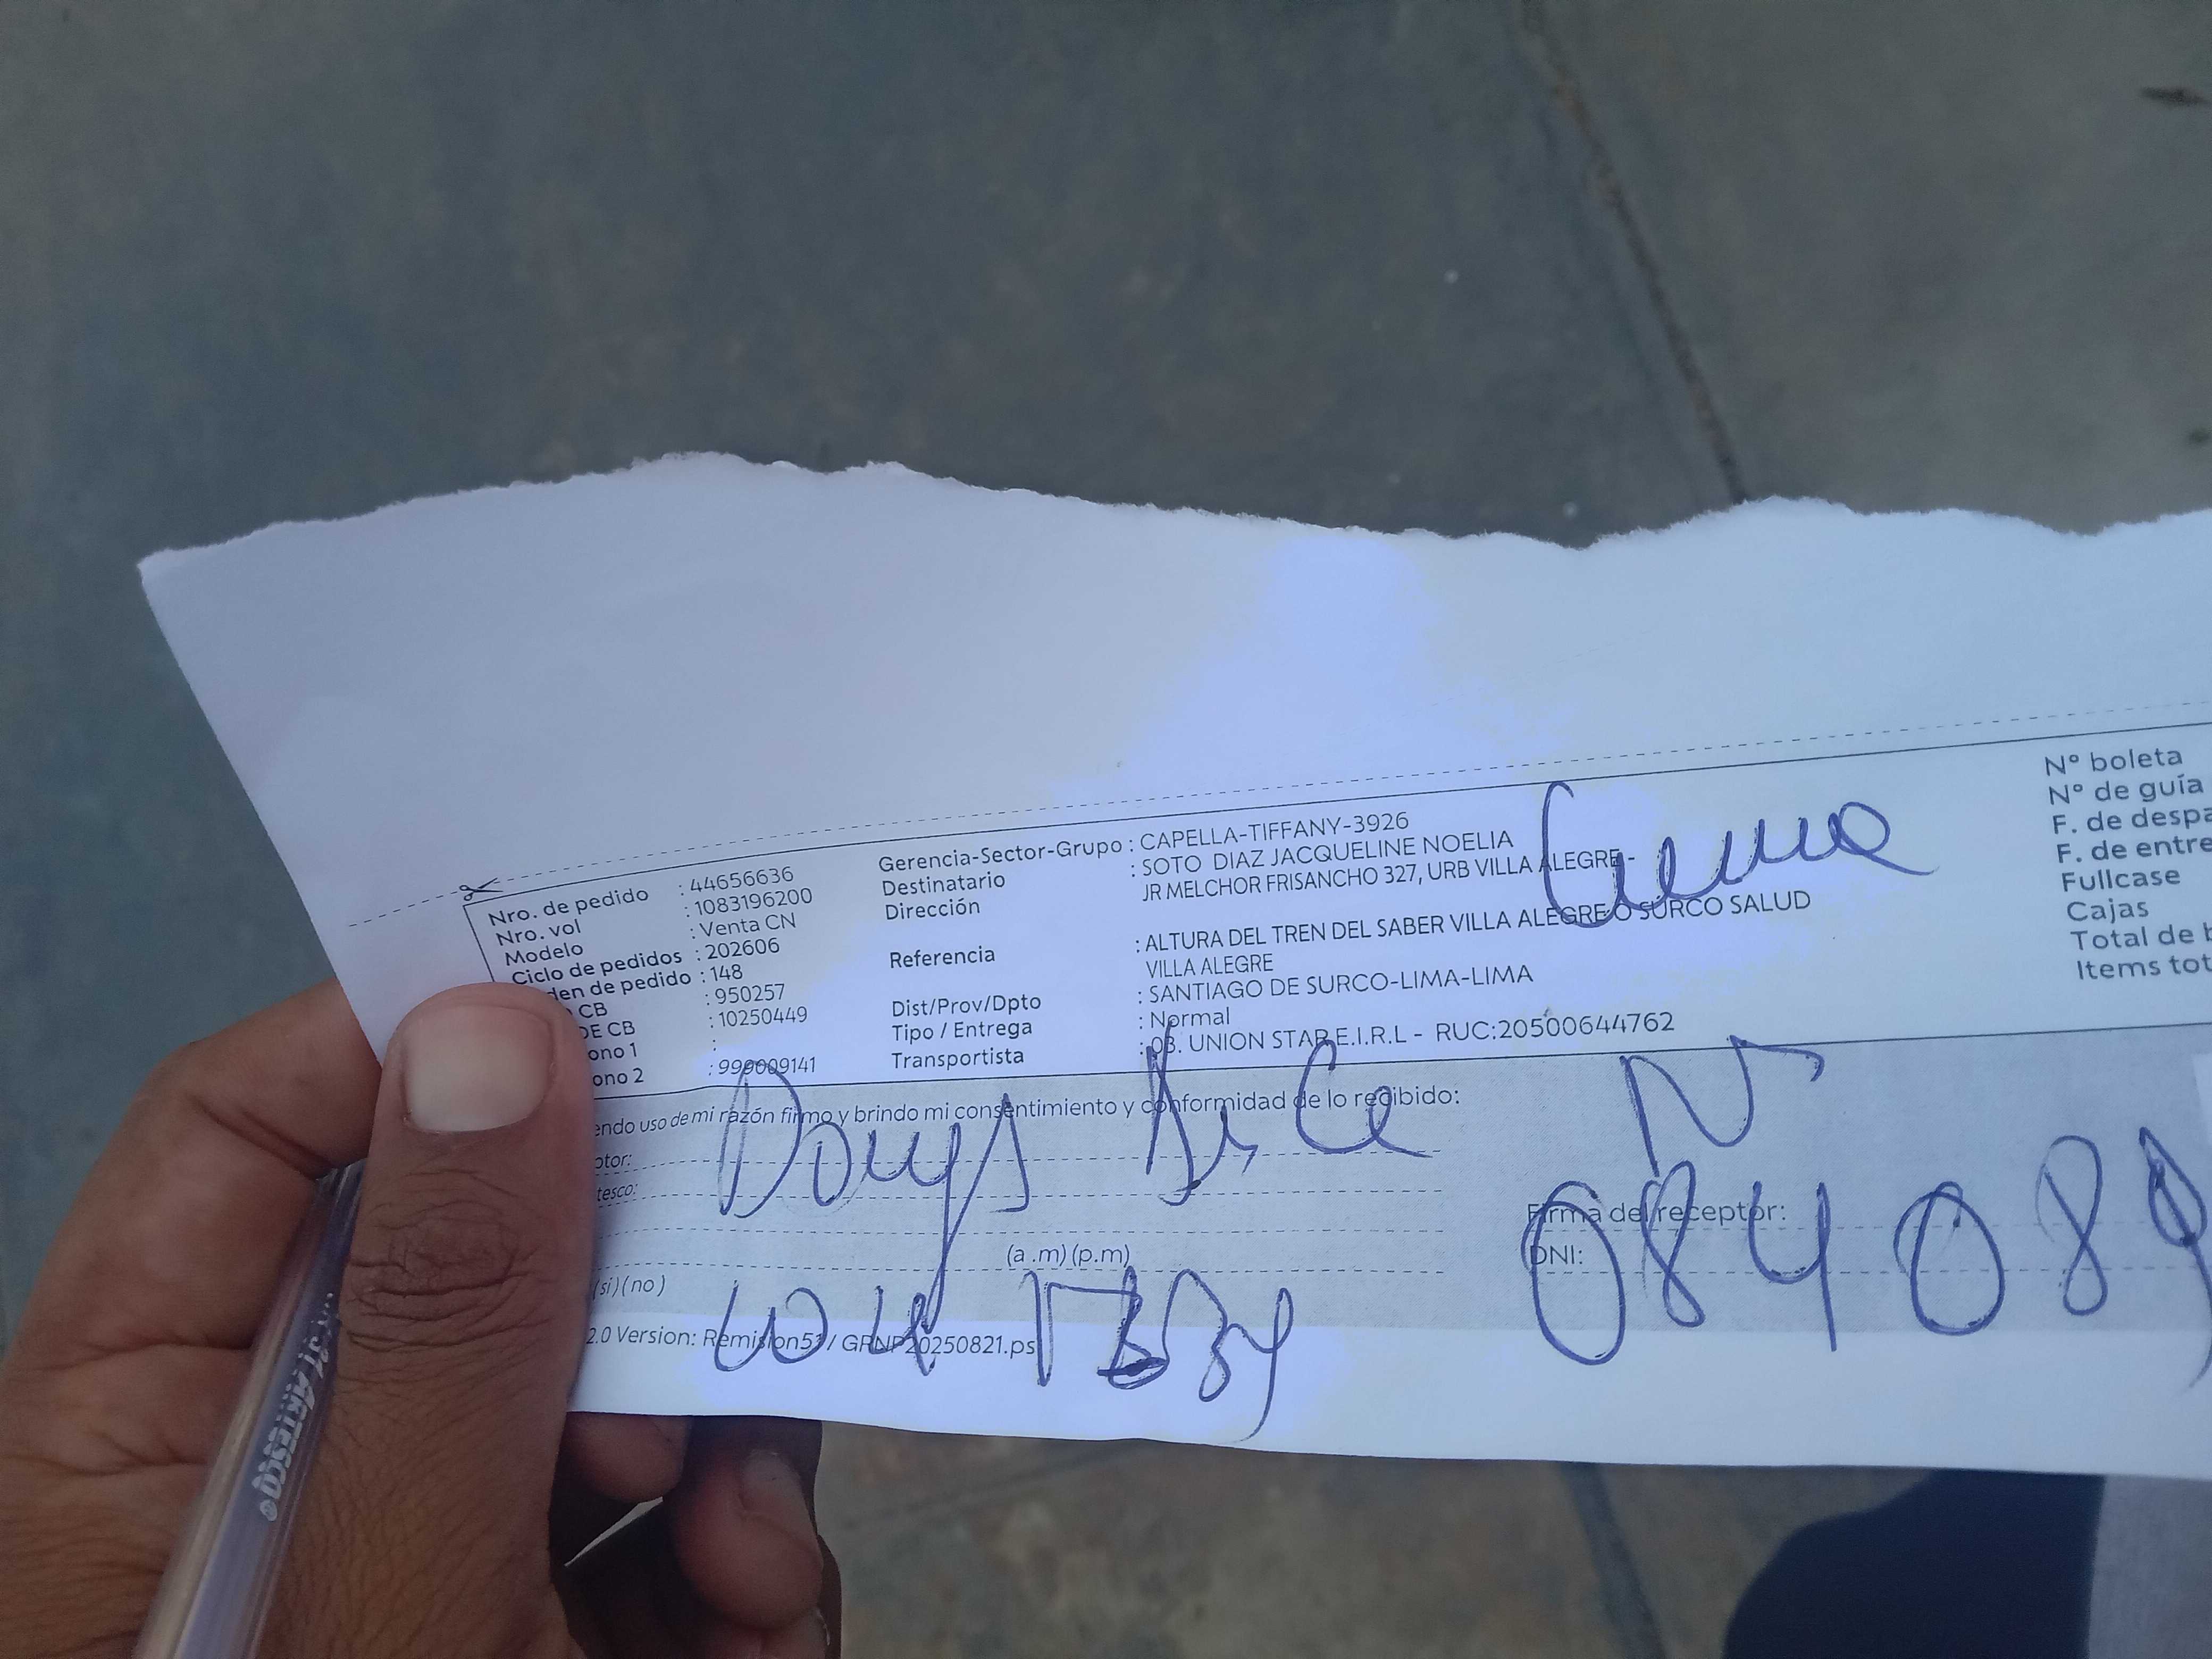 Nro. de pedido : 44656636
Nro. vol : 1083196200
Modelo : Venta CN
Ciclo de pedidos : 202606
den de pedido : 148
CB : 950257
DE CB : 10250449
ono 1 :
ono 2 : 999009141
Gerencia-Sector-Grupo : CAPELLA-TIFFANY-3926
Destinatario : SOTO DIAZ JACQUELINE NOELIA
Dirección JR MELCHOR FRISANCHO 327, URB VILLA ALEGRE -
Referencia : ALTURA DEL TREN DEL SABER VILLA ALEGRE O SURCO SALUD
VILLA ALEGRE
Dist/Prov/Dpto : SANTIAGO DE SURCO-LIMA-LIMA
Tipo / Entrega : Normal
Transportista : 03. UNION STAR E.I.R.L - RUC:20500644762
N° boleta
N° de guía
F. de despa
F. de entre
Fullcase
Cajas
Total de b
Items tot
endo uso de mi razón firmo y brindo mi consentimiento y conformidad de lo recibido:
ptor:
tesco:
(a .m) (p.m)
(si) (no)
Firma del receptor:
DNI: 08408
2.0 Version: Remision51 / GRNP20250821.ps
ARTESCO®